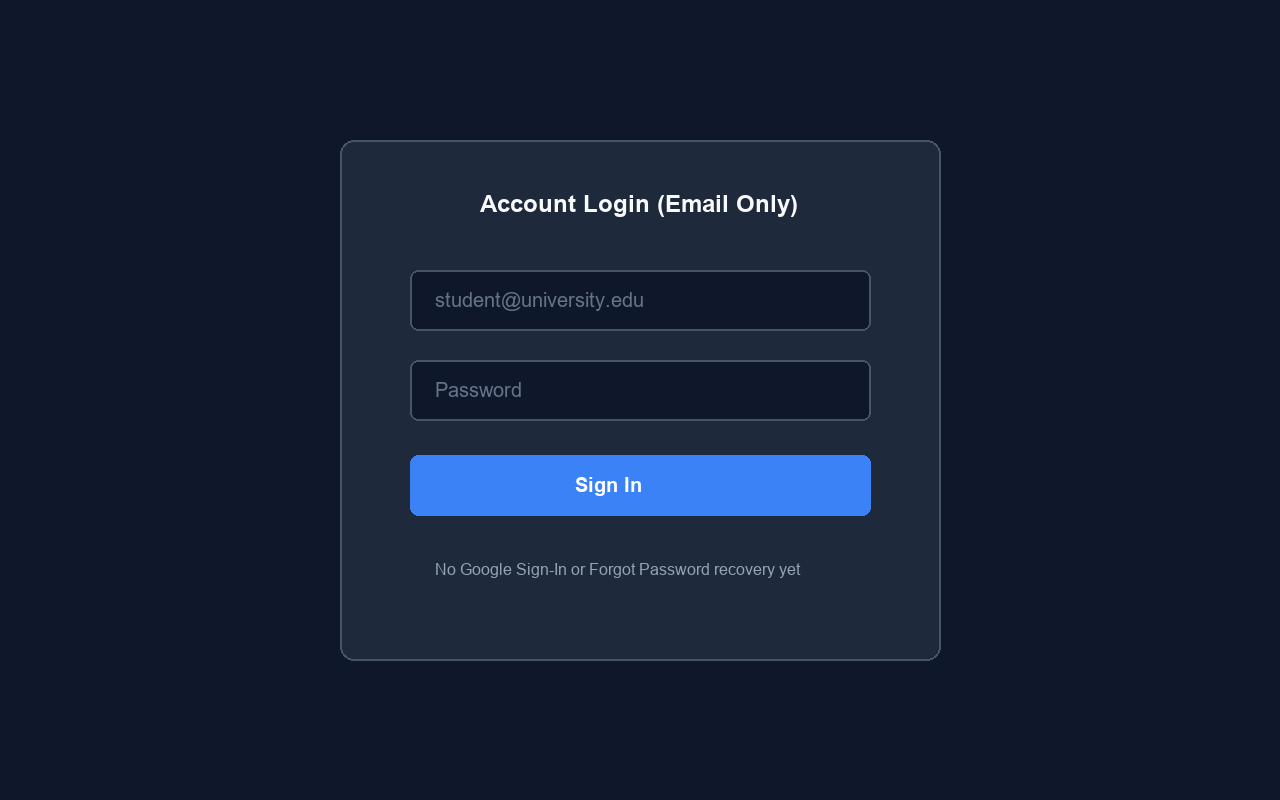 Account Login (Email Only)
student@university.edu
Password
Sign In
No Google Sign-In or Forgot Password recovery yet